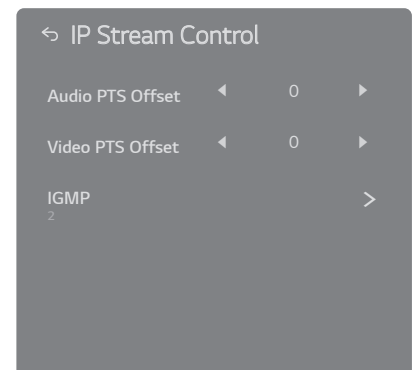 IP Stream Control
Audio PTS Offset 0
Video PTS Offset 0
IGMP
2